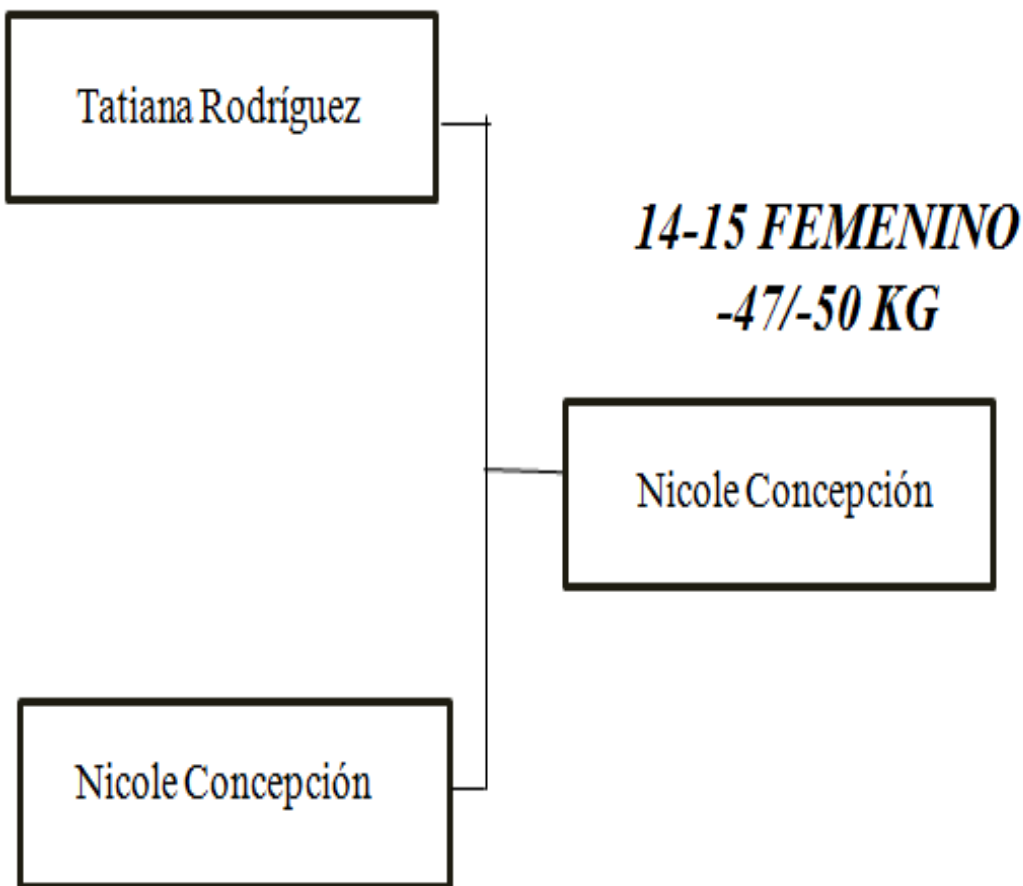 Tatiana Rodríguez
14-15 FEMENINO
-47/-50 KG
Nicole Concepción
Nicole Concepción